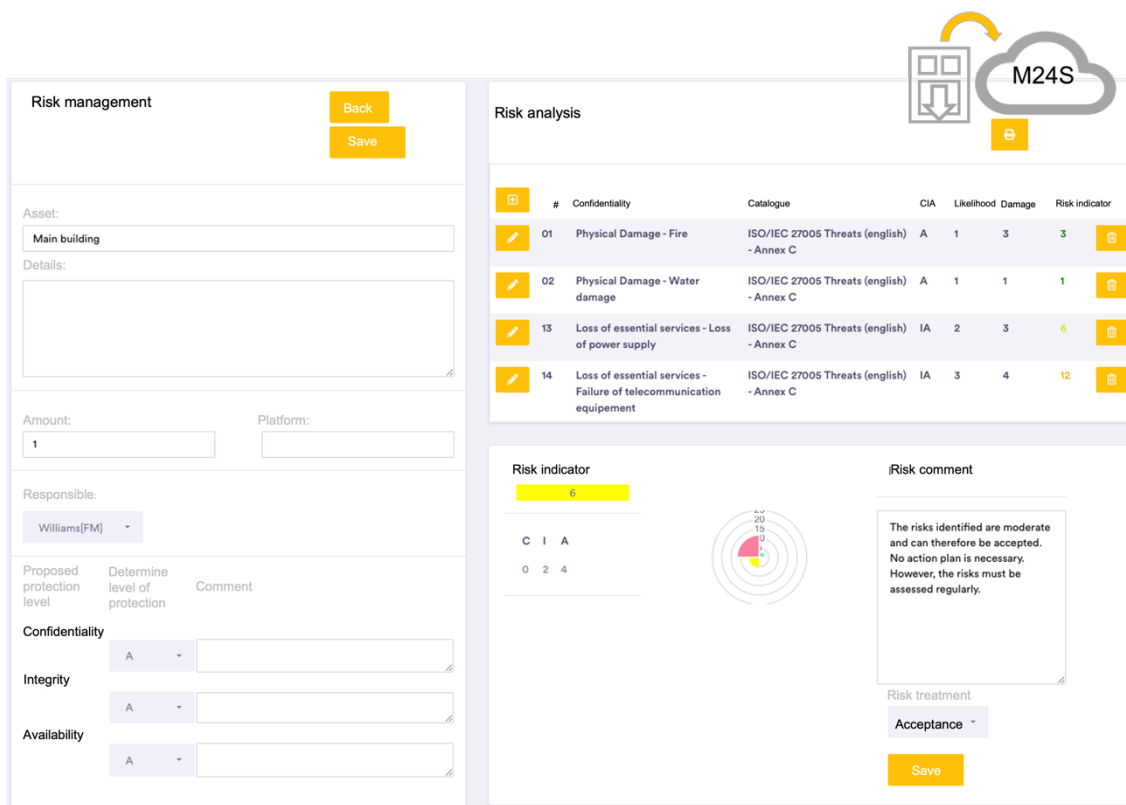 M24S
Risk management
Back
Save
Asset:
Main building
Details:
Amount:
Platform:
1
Responsible:
Williams[FM]
Proposed protection level
Determine level of protection
Comment
Confidentiality
A
Integrity
A
Availability
A
Risk analysis
# Confidentiality Catalogue CIA Likelihood Damage Risk indicator
01 Physical Damage - Fire ISO/IEC 27005 Threats (english) A 1 3 3
- Annex C
02 Physical Damage - Water ISO/IEC 27005 Threats (english) A 1 1 1
damage - Annex C
13 Loss of essential services - Loss ISO/IEC 27005 Threats (english) IA 2 3 6
of power supply - Annex C
14 Loss of essential services - ISO/IEC 27005 Threats (english) IA 3 4 12
Failure of telecommunication - Annex C
equipement
Risk indicator
6
C I A
0 2 4
20
15
Risk comment
The risks identified are moderate
and can therefore be accepted.
No action plan is necessary.
However, the risks must be
assessed regularly.
Risk treatment
Acceptance
Save